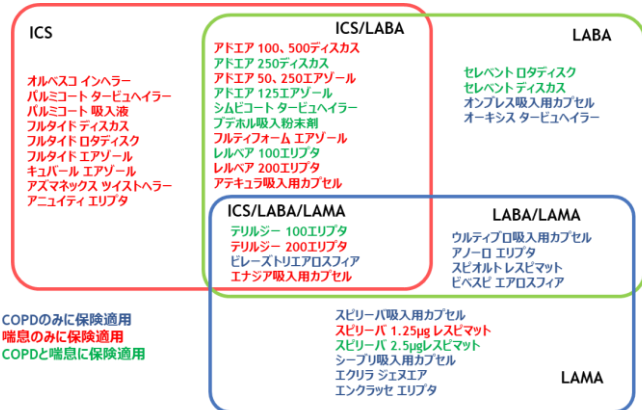 ICS
オルベスコ インヘラー
パルミコート タービュヘイラー
パルミコート 吸入液
フルタイド ディスカス
フルタイド ロタディスク
フルタイド エアゾール
キュバール エアゾール
アズマネックス ツイストヘラー
アニュイティ エリプタ
ICS/LABA
アドエア 100、500ディスカス
アドエア 250ディスカス
アドエア 50、250エアゾール
アドエア 125エアゾール
シムビコート タービュヘイラー
ブデホル吸入粉末剤
フルティフォーム エアゾール
レルベア 100エリプタ
レルベア 200エリプタ
アテキュラ吸入用カプセル
LABA
セレベント ロタディスク
セレベント ディスカス
オンブレス吸入用カプセル
オーキシス タービュヘイラー
ICS/LABA/LAMA
テリルジー 100エリプタ
テリルジー 200エリプタ
ビレーズトリエアロスフィア
エナジア吸入用カプセル
LABA/LAMA
ウルティブロ吸入用カプセル
アノーロ エリプタ
スピオルト レスピマット
ビベスピ エアロスフィア
COPDのみに保険適用
喘息のみに保険適用
COPDと喘息に保険適用
スピリーバ吸入用カプセル
スピリーバ 1.25μg レスピマット
スピリーバ 2.5μgレスピマット
シーブリ吸入用カプセル
エクリラ ジェヌエア
エンクラッセ エリプタ
LAMA